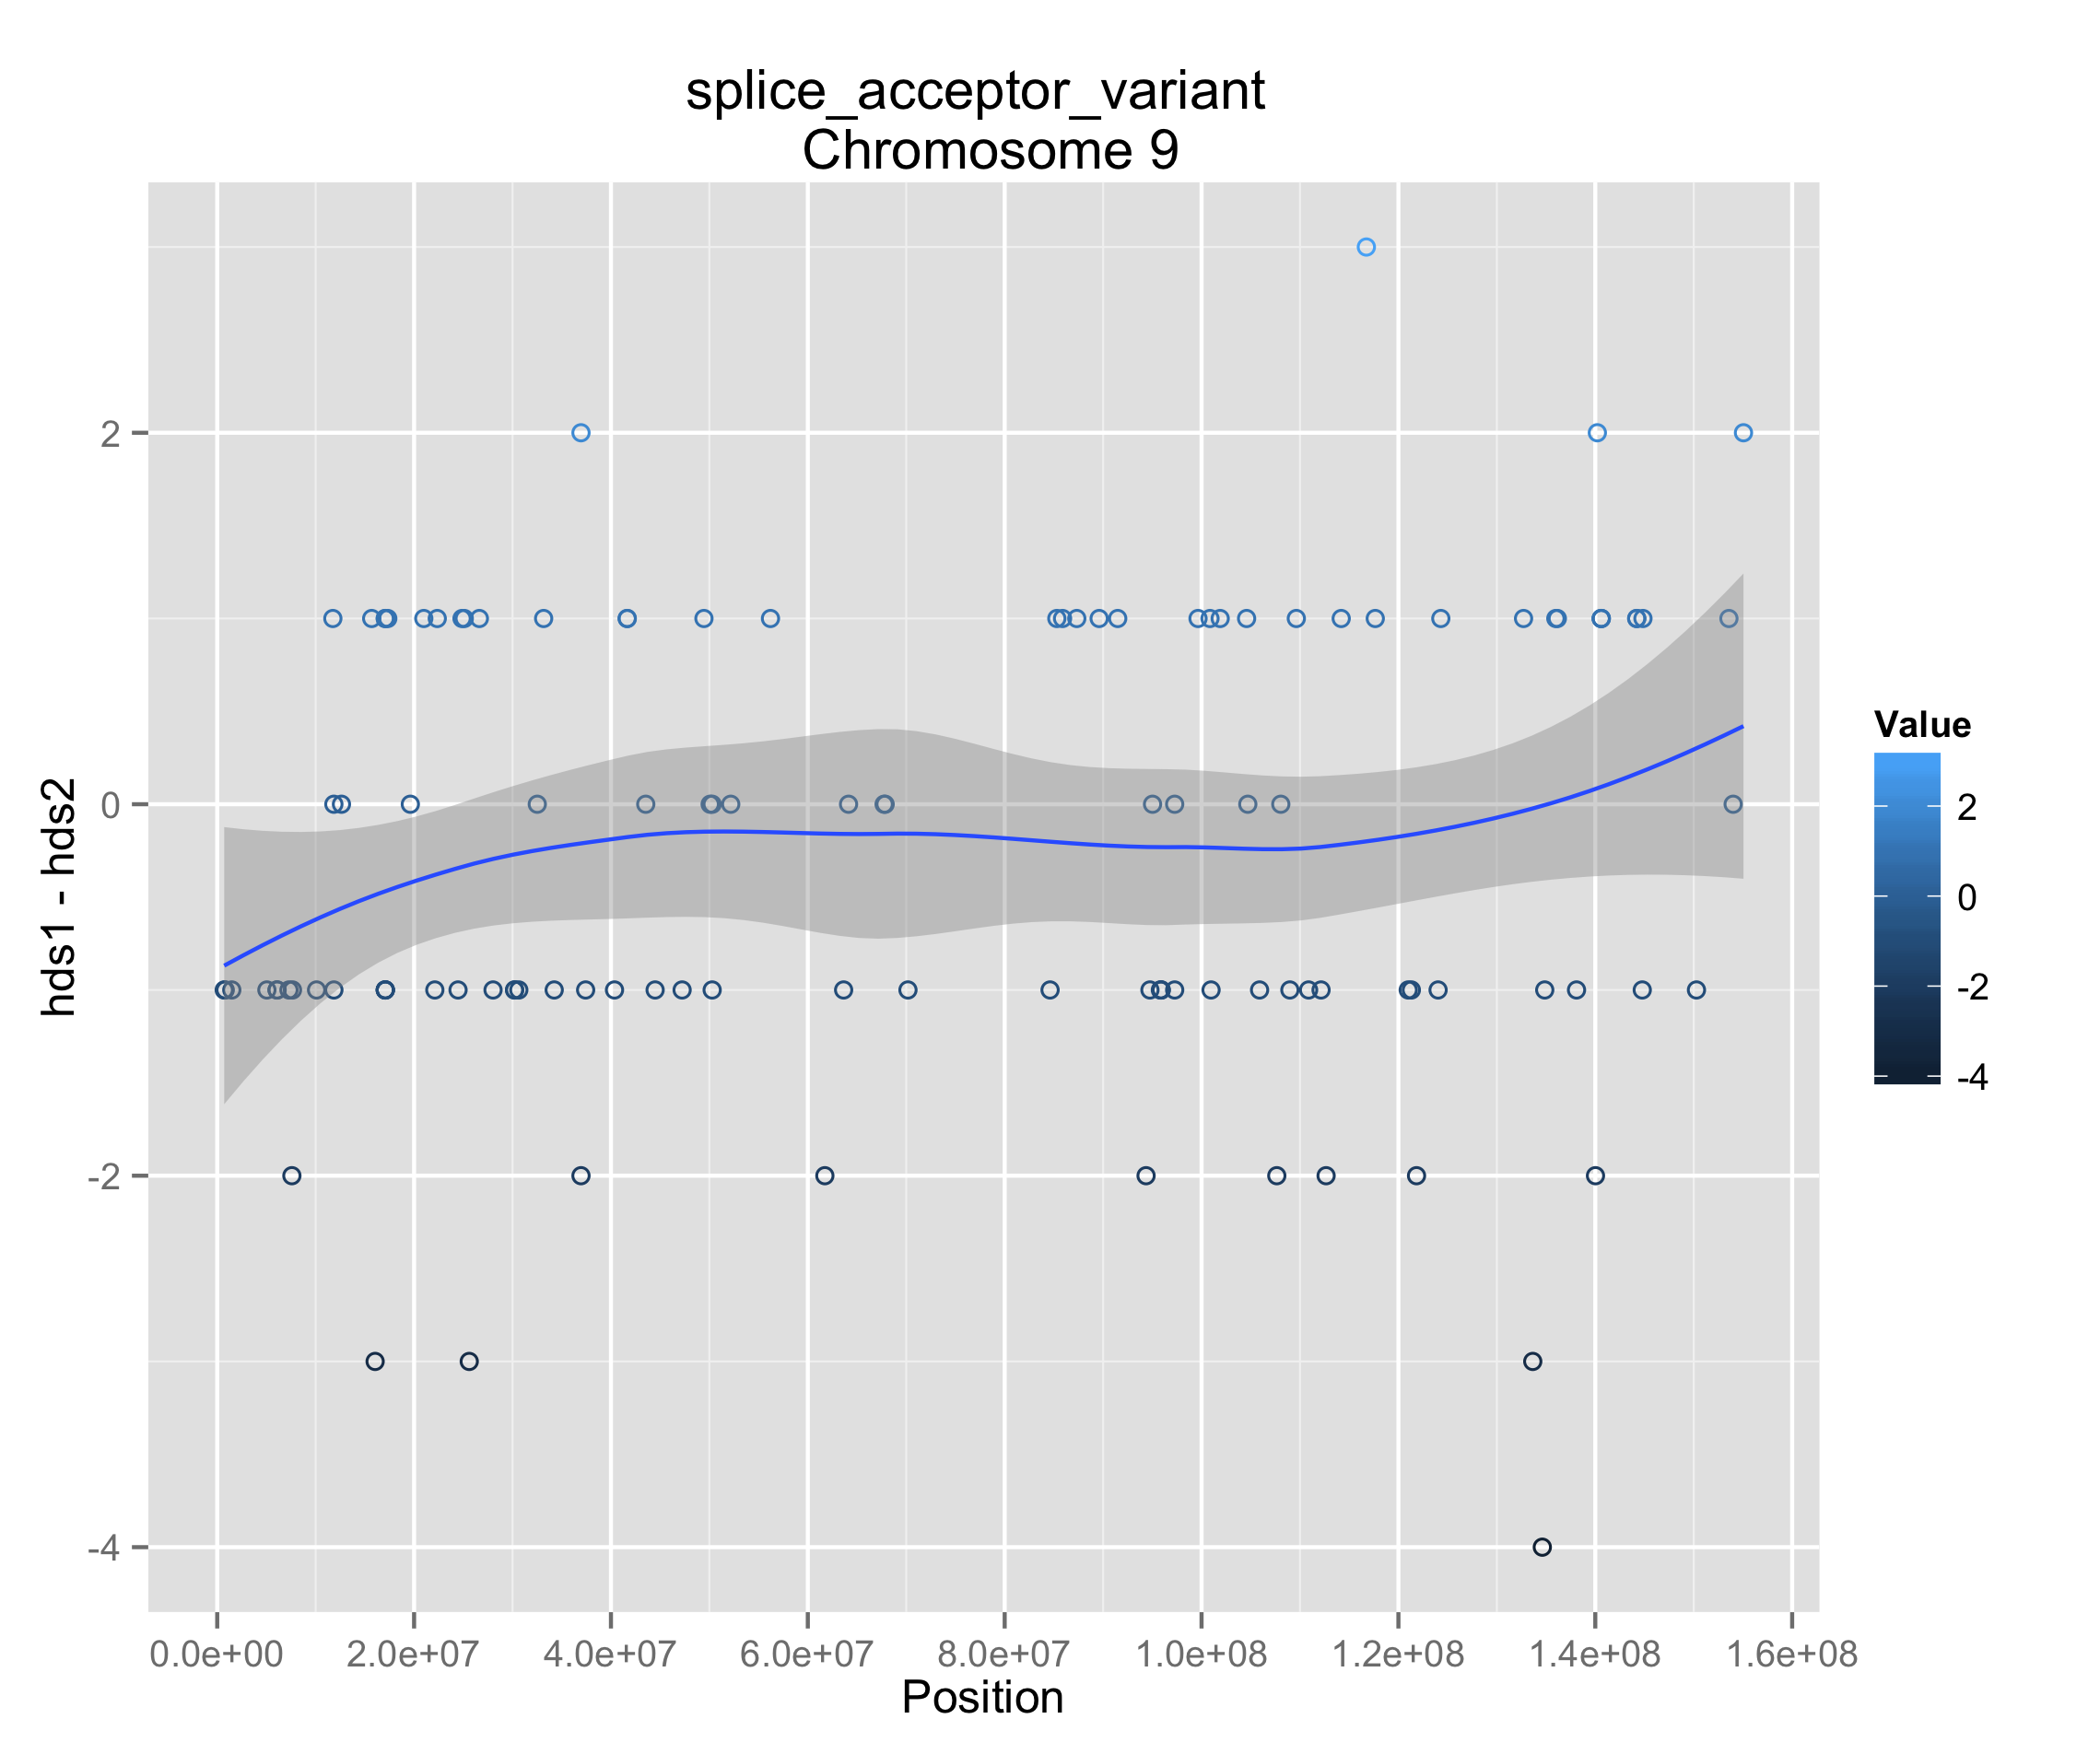 splice_acceptor_variant
Chromosome 9
hds1 - hds2
2
0
-2
-4
0.0e+00 2.0e+07 4.0e+07 6.0e+07 8.0e+07 1.0e+08 1.2e+08 1.4e+08 1.6e+08
Position
Value
2
0
-2
-4